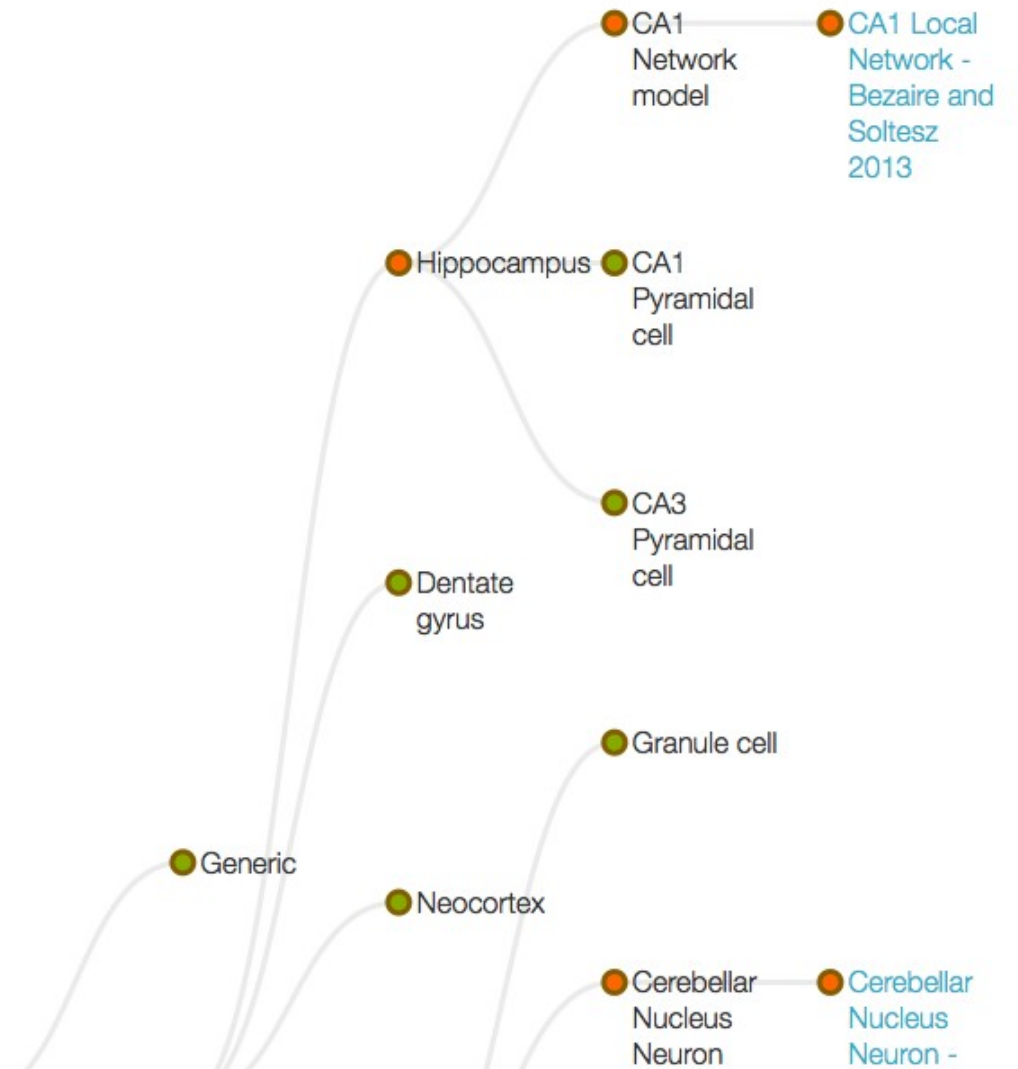 CA1
Network
model
CA1 Local
Network -
Bezaire and
Soltesz
2013
Hippocampus
CA1
Pyramidal
cell
CA3
Pyramidal
cell
Dentate
gyrus
Granule cell
Generic
Neocortex
Cerebellar
Nucleus
Neuron
Cerebellar
Nucleus
Neuron -